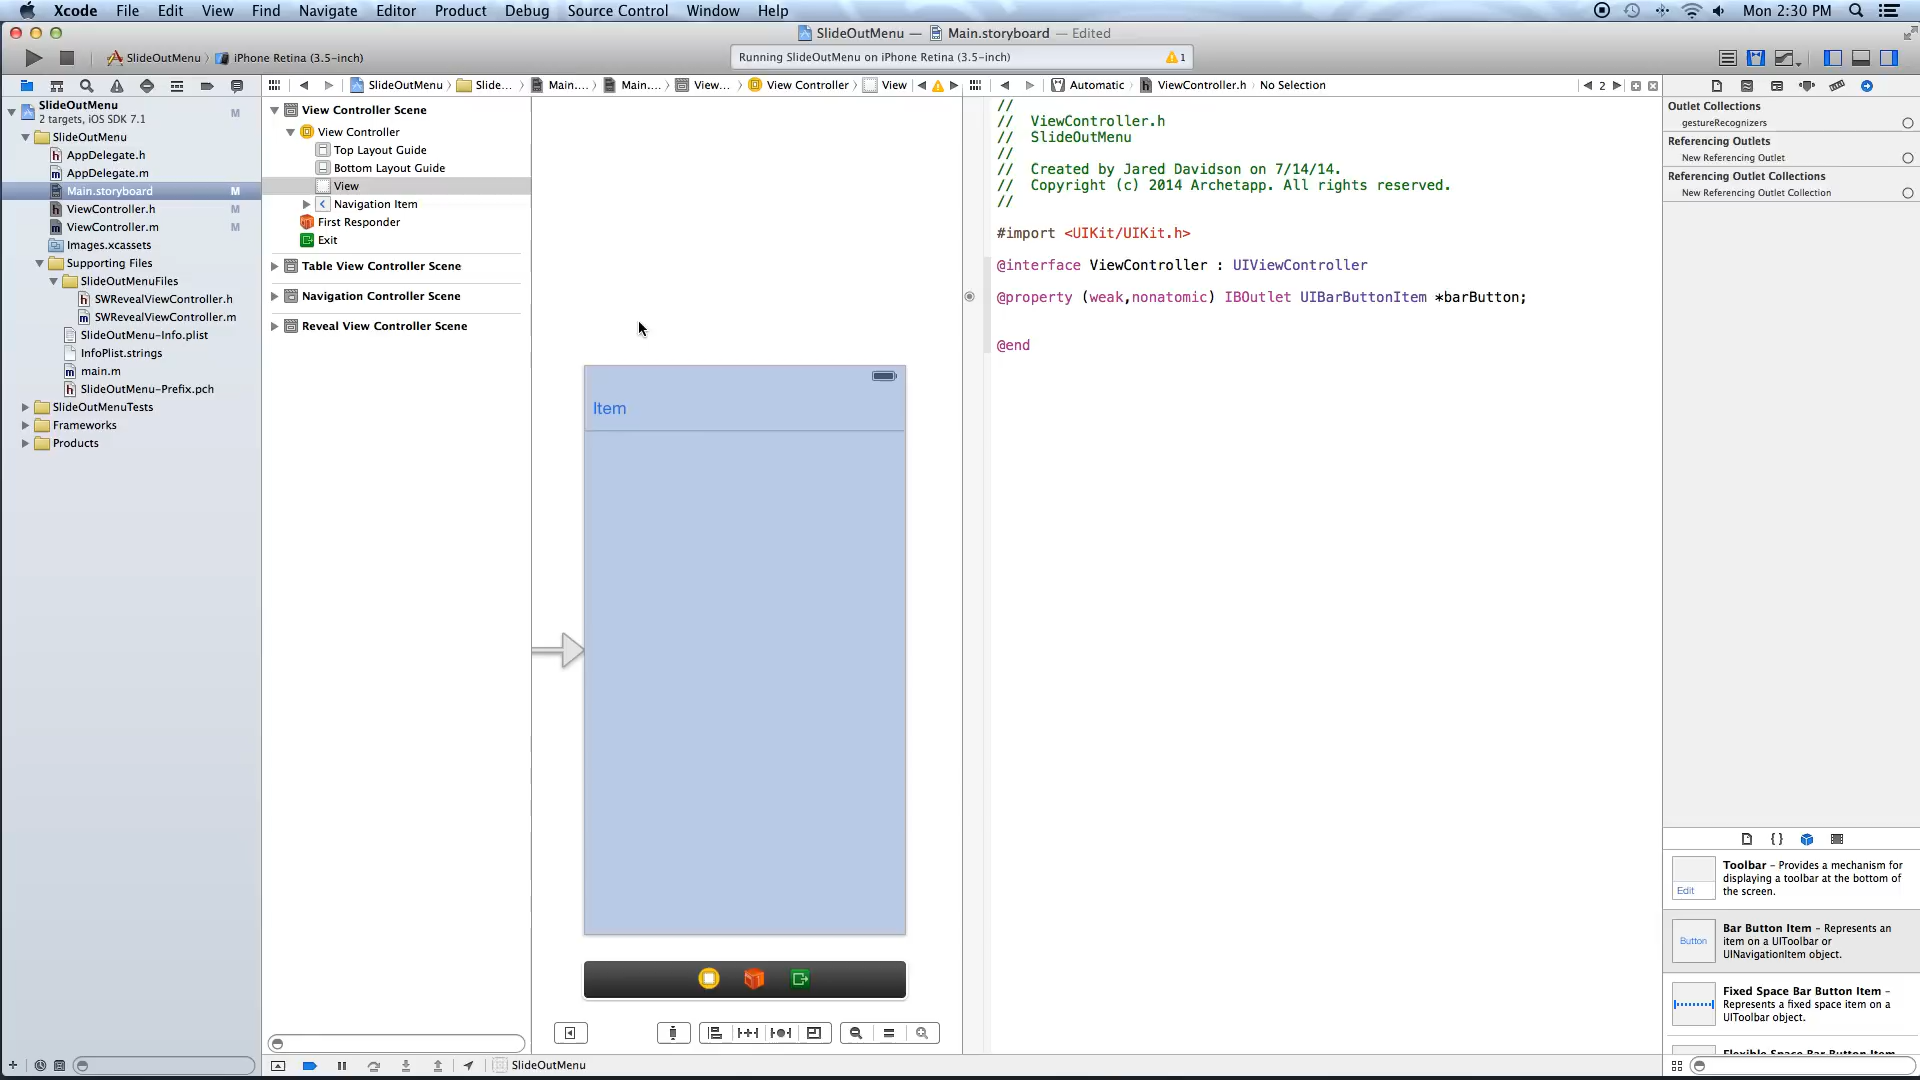 Xcode File Edit View Find Navigate Editor Product Debug Source Control Window Help Mon 2:30 PM
SlideOutMenu — Main.storyboard — Edited
SlideOutMenu iPhone Retina (3.5-inch) Running SlideOutMenu on iPhone Retina (3.5-inch) 1
SlideOutMenu
2 targets, iOS SDK 7.1
M
SlideOutMenu
AppDelegate.h
AppDelegate.m
Main.storyboard M
ViewController.h M
ViewController.m M
Images.xcassets
Supporting Files
SlideOutMenuFiles
SWRevealViewController.h
SWRevealViewController.m
SlideOutMenu-Info.plist
InfoPlist.strings
main.m
SlideOutMenu-Prefix.pch
SlideOutMenuTests
Frameworks
Products
SlideOutMenu Slide... Main.... Main.... View... View Controller View
View Controller Scene
View Controller
Top Layout Guide
Bottom Layout Guide
View
Navigation Item
First Responder
Exit
Table View Controller Scene
Navigation Controller Scene
Reveal View Controller Scene
Item
SlideOutMenu
Automatic ViewController.h No Selection 2
//
// ViewController.h
// SlideOutMenu
//
// Created by Jared Davidson on 7/14/14.
// Copyright (c) 2014 Archetapp. All rights reserved.
//
#import <UIKit/UIKit.h>
@interface ViewController : UIViewController
@property (weak,nonatomic) IBOutlet UIBarButtonItem *barButton;
@end
Outlet Collections
gestureRecognizers
Referencing Outlets
New Referencing Outlet
Referencing Outlet Collections
New Referencing Outlet Collection
{ }
Edit
Toolbar - Provides a mechanism for
displaying a toolbar at the bottom of
the screen.
Button
Bar Button Item - Represents an
item on a UIToolbar or
UINavigationItem object.
Fixed Space Bar Button Item -
Represents a fixed space item on a
UIToolbar object.
Flexible Space Bar Button Item